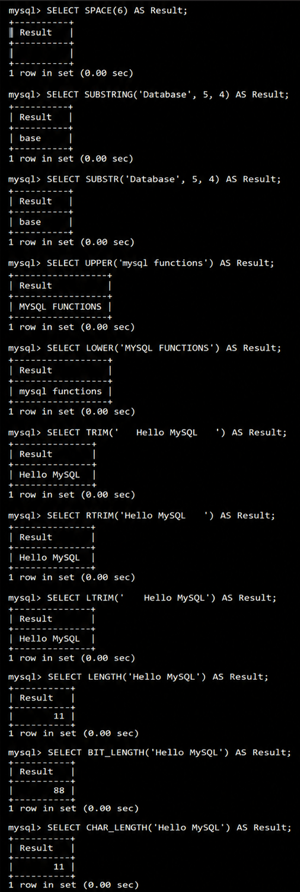 mysql> SELECT SPACE(6) AS Result;
+----------+
| Result   |
+----------+
|          |
+----------+
1 row in set (0.00 sec)
mysql> SELECT SUBSTRING('Database', 5, 4) AS Result;
+----------+
| Result   |
+----------+
| base     |
+----------+
1 row in set (0.00 sec)
mysql> SELECT SUBSTR('Database', 5, 4) AS Result;
+----------+
| Result   |
+----------+
| base     |
+----------+
1 row in set (0.00 sec)
mysql> SELECT UPPER('mysql functions') AS Result;
+-----------------+
| Result          |
+-----------------+
| MYSQL FUNCTIONS |
+-----------------+
1 row in set (0.00 sec)
mysql> SELECT LOWER('MYSQL FUNCTIONS') AS Result;
+-----------------+
| Result          |
+-----------------+
| mysql functions |
+-----------------+
1 row in set (0.00 sec)
mysql> SELECT TRIM('   Hello MySQL   ') AS Result;
+-------------+
| Result      |
+-------------+
| Hello MySQL |
+-------------+
1 row in set (0.00 sec)
mysql> SELECT RTRIM('Hello MySQL   ') AS Result;
+-------------+
| Result      |
+-------------+
| Hello MySQL |
+-------------+
1 row in set (0.00 sec)
mysql> SELECT LTRIM('   Hello MySQL') AS Result;
+-------------+
| Result      |
+-------------+
| Hello MySQL |
+-------------+
1 row in set (0.00 sec)
mysql> SELECT LENGTH('Hello MySQL') AS Result;
+----------+
| Result   |
+----------+
|       11 |
+----------+
1 row in set (0.00 sec)
mysql> SELECT BIT_LENGTH('Hello MySQL') AS Result;
+----------+
| Result   |
+----------+
|       88 |
+----------+
1 row in set (0.00 sec)
mysql> SELECT CHAR_LENGTH('Hello MySQL') AS Result;
+----------+
| Result   |
+----------+
|       11 |
+----------+
1 row in set (0.00 sec)